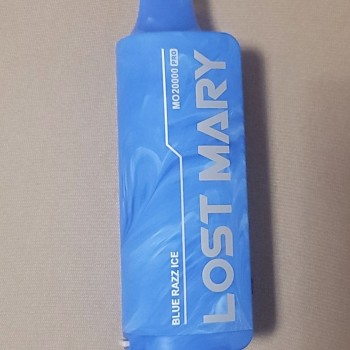 LOST MARY
MO20000 PRO
BLUE RAZZ ICE